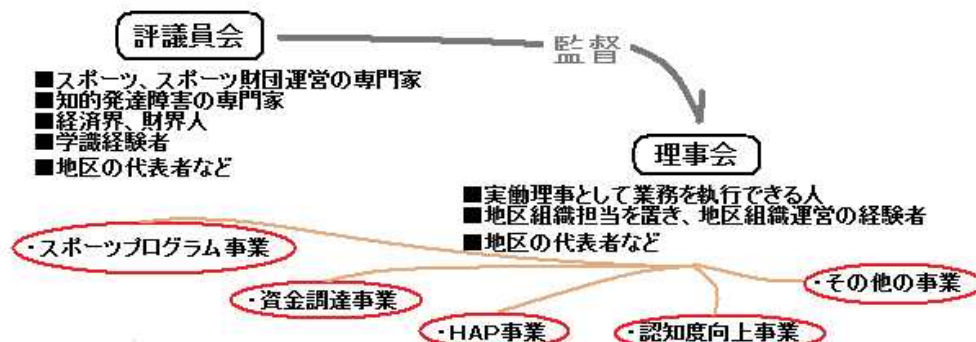 評議員会
監督
■スポーツ、スポーツ財団運営の専門家
■知的発達障害の専門家
■経済界、財界人
■学識経験者
■地区の代表者など
理事会
■実働理事として業務を執行できる人
■地区組織担当を置き、地区組織運営の経験者
■地区の代表者など
・スポーツプログラム事業
・資金調達事業
・HAP事業
・認知度向上事業
・その他の事業